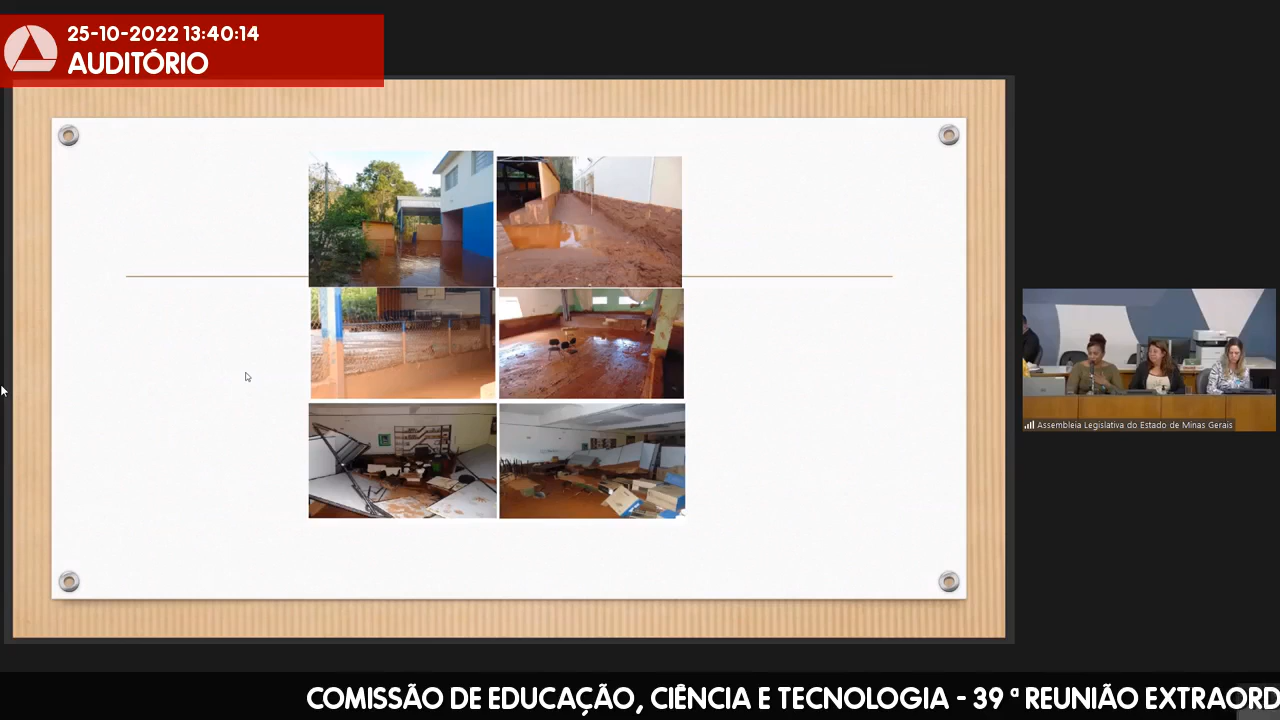 25-10-2022 13:40:14
AUDITÓRIO
Assembleia Legislativa do Estado de Minas Gerais
COMISSÃO DE EDUCAÇÃO, CIÊNCIA E TECNOLOGIA - 39 ª REUNIÃO EXTRAORD